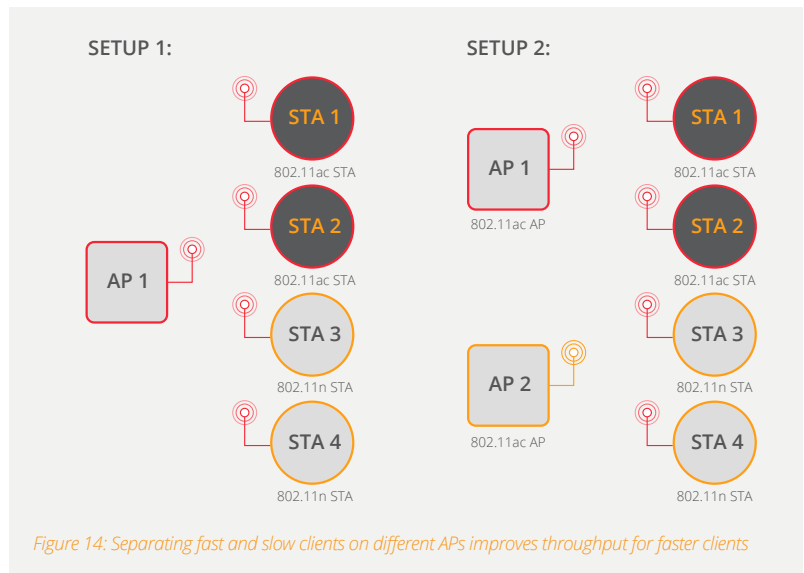 SETUP 1:
STA 1
802.11ac STA
STA 2
802.11ac STA
AP 1
STA 3
802.11n STA
STA 4
802.11n STA
SETUP 2:
AP 1
802.11ac AP
AP 2
802.11ac AP
STA 1
802.11ac STA
STA 2
802.11ac STA
STA 3
802.11n STA
STA 4
802.11n STA
Figure 14: Separating fast and slow clients on different APs improves throughput for faster clients